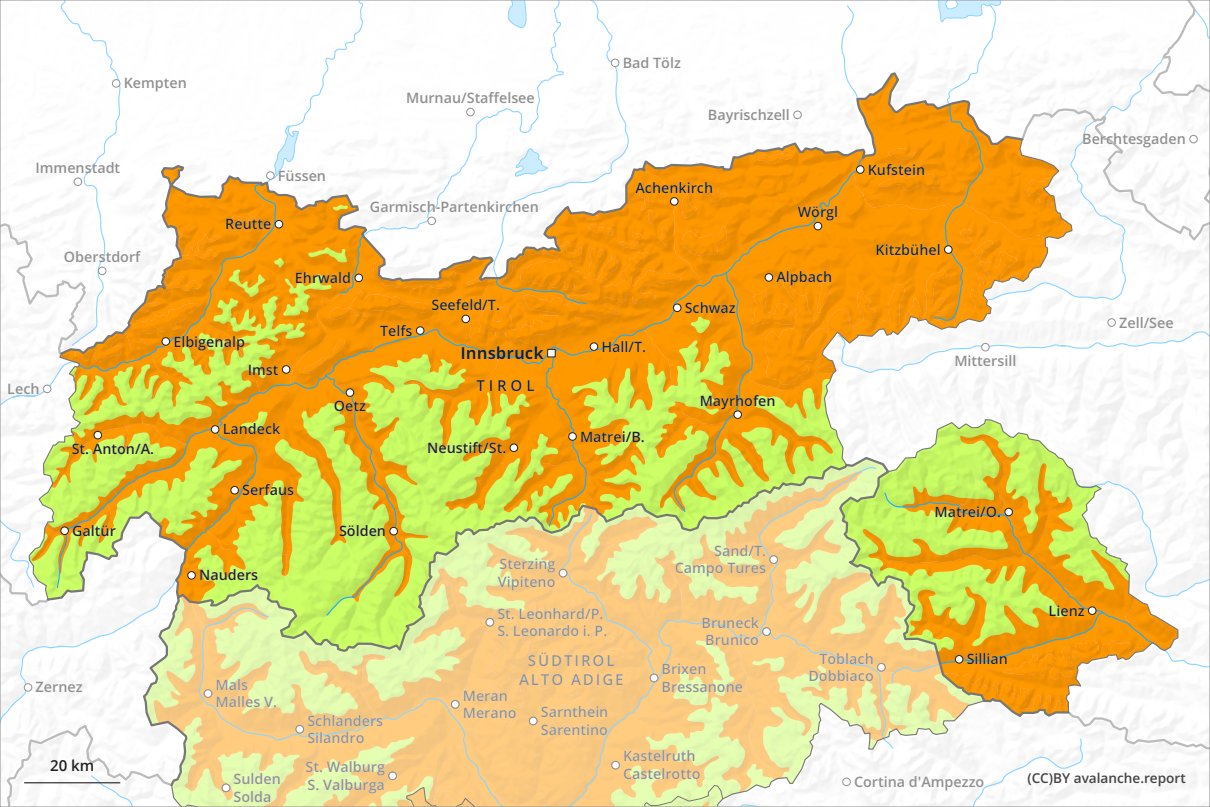 Kempten
Bad Tölz
Murnau/Staffelsee
Bayrischzell
Berchtesgaden
Immenstadt
Füssen
Kufstein
Achenkirch
Garmisch-Partenkirchen
Wörgl
Reutte
Kitzbühel
Oberstdorf
Ehrwald
Alpbach
Seefeld/T.
Schwaz
Zell/See
Telfs
Elbigenalp
Innsbruck
Hall/T.
Mittersill
Imst
TIROL
Lech
Mayrhofen
Oetz
Landeck
Matrei/B.
St. Anton/A.
Neustift/St.
Serfaus
Matrei/O.
Galtür
Sölden
Sand/T.
Campo Tures
Sterzing
Vipiteno
Nauders
Lienz
St. Leonhard/P.
S. Leonardo i. P.
Bruneck
Brunico
SÜDTIROL
ALTO ADIGE
Sillian
Toblach
Dobbiaco
Brixen
Bressanone
Zernez
Mals
Malles V.
Meran
Merano
Sarnthein
Sarentino
Schlanders
Silandro
Kastelruth
Castelrotto
St. Walburg
S. Valburga
20 km
Sulden
Solda
Cortina d'Ampezzo
(CC)BY avalanche.report